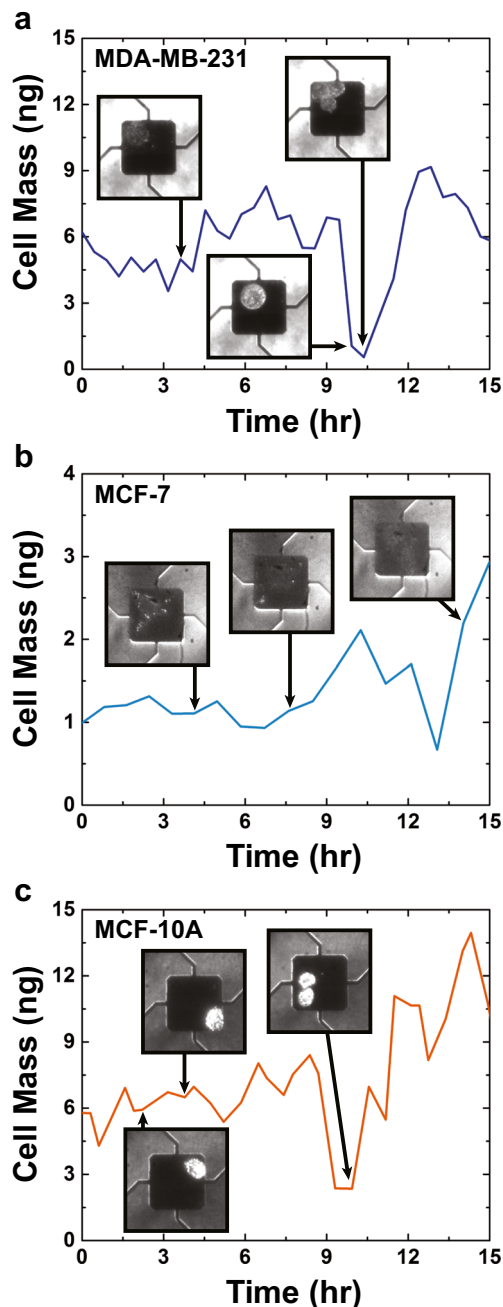 a
MDA-MB-231
15
12
9
6
3
0
Cell Mass (ng)
0 3 6 9 12 15
Time (hr)
b
MCF-7
4
3
2
1
0
Cell Mass (ng)
0 3 6 9 12 15
Time (hr)
c
MCF-10A
15
12
9
6
3
0
Cell Mass (ng)
0 3 6 9 12 15
Time (hr)